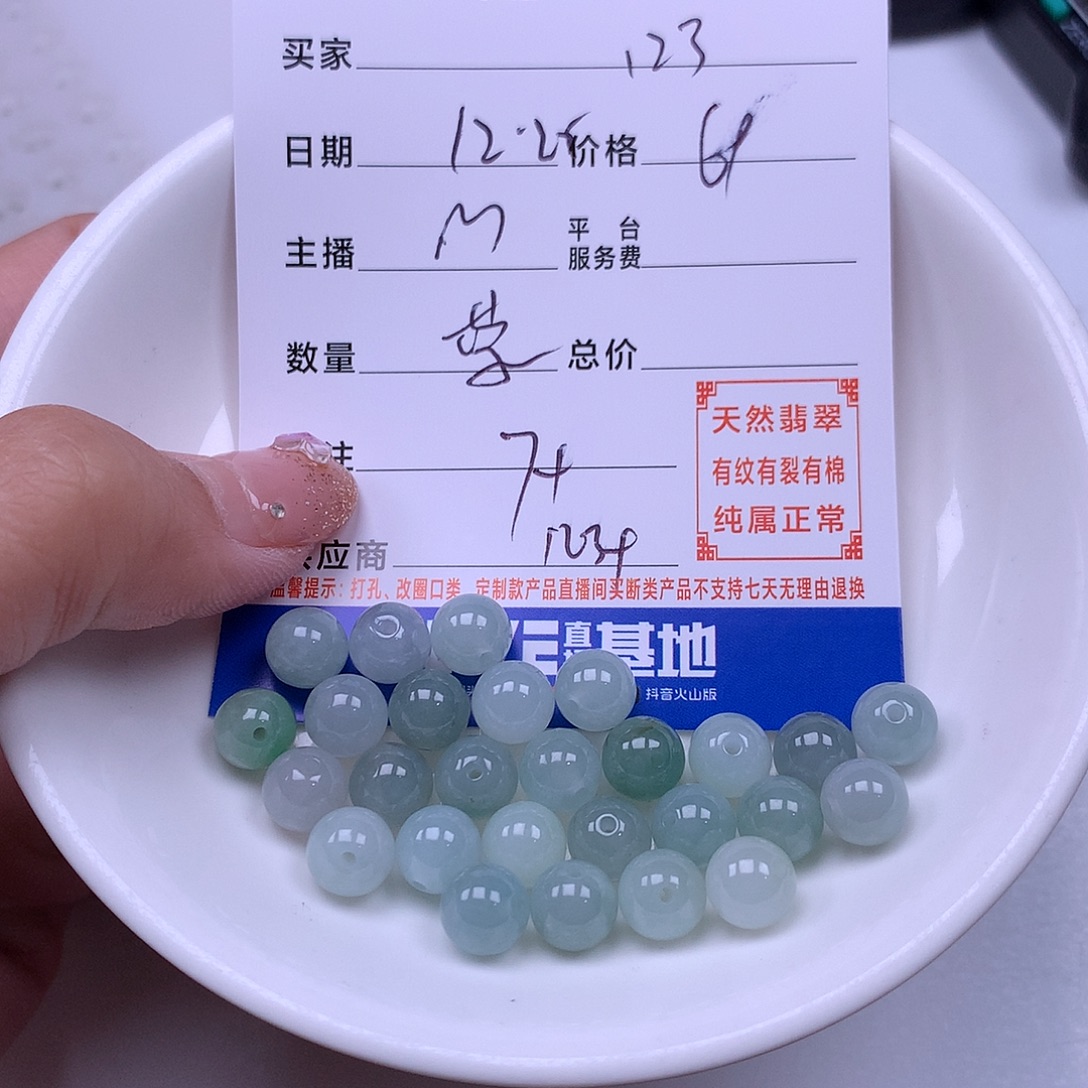 买家 123
日期 12.2 价格
主播 M 平台服务费
数量 总价
注 7+
应商
天然翡翠
有纹有裂有棉
纯属正常
温馨提示：打孔、改圈口类 定制款产品直播间买断类产品不支持七天无理由退换
基地
抖音火山版